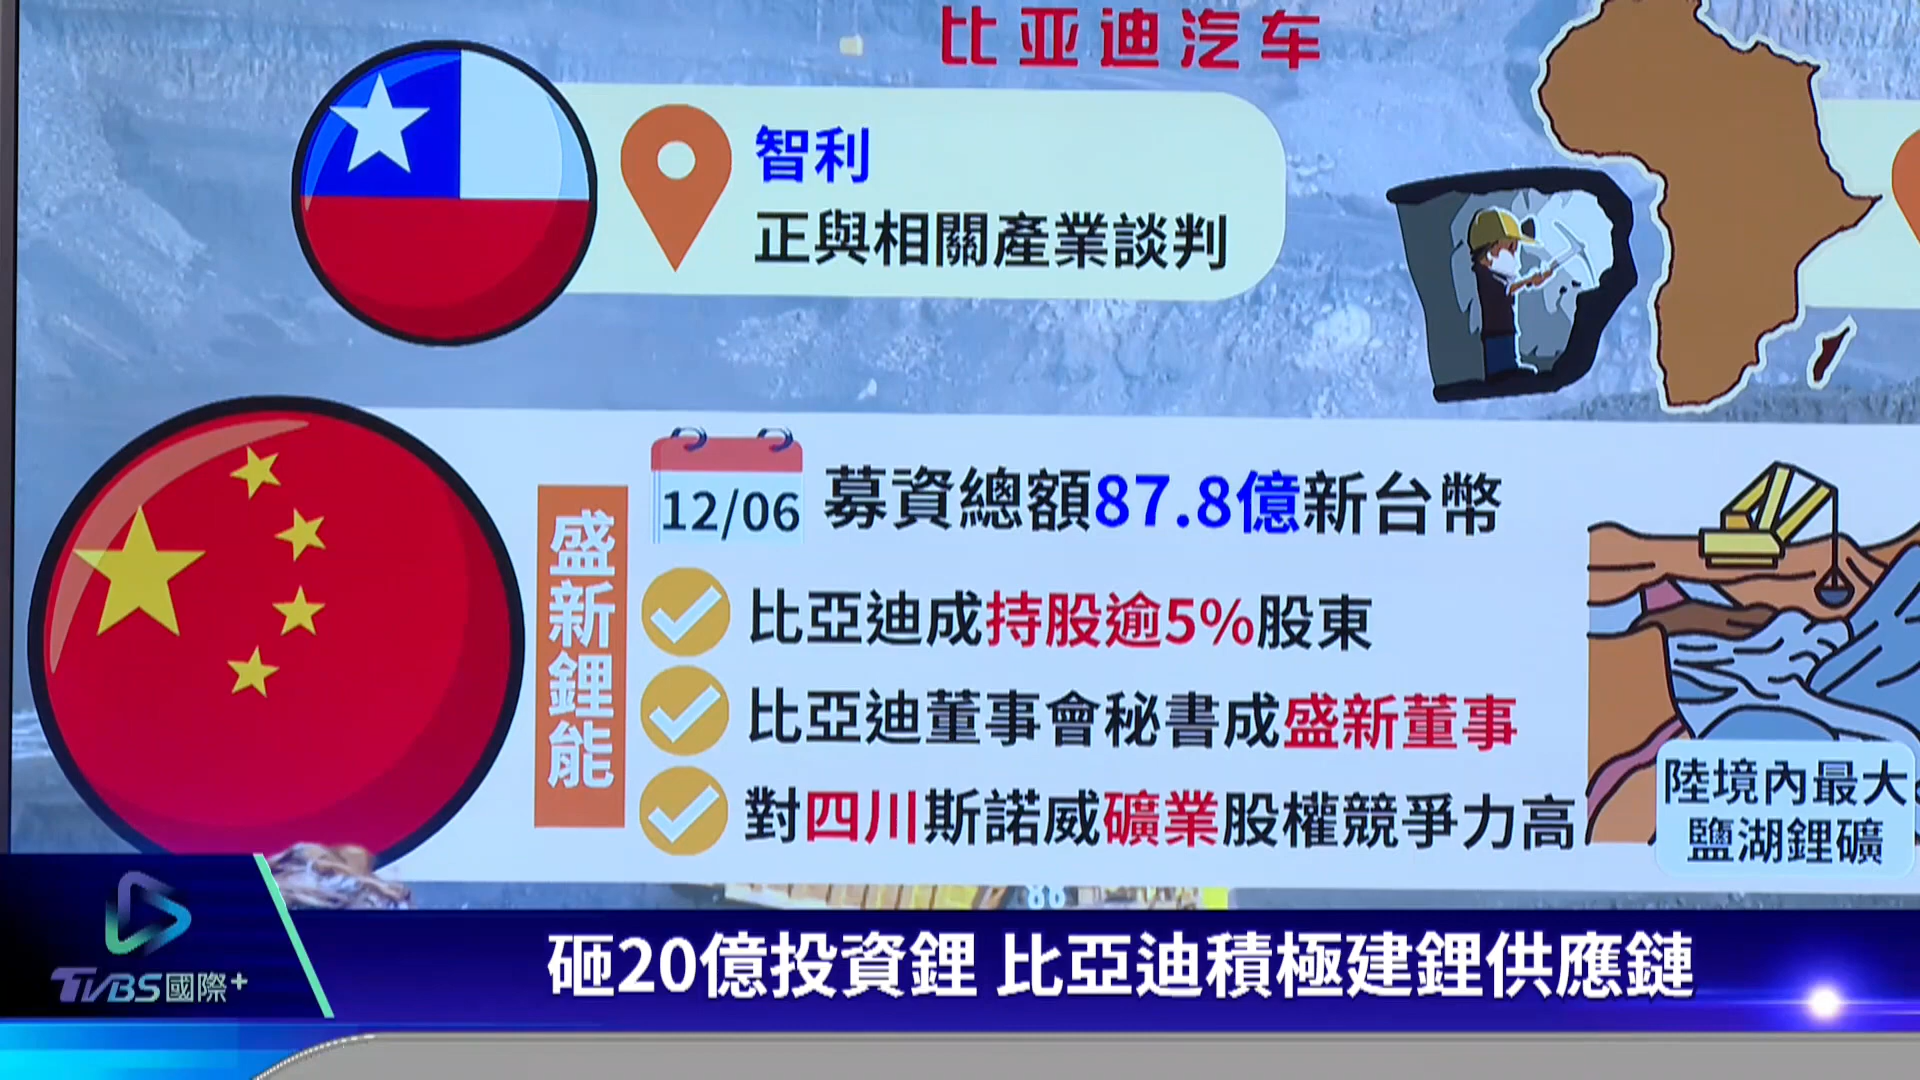 比亚迪汽车
智利
正與相關產業談判
盛新鋰能
12/06
募資總額87.8億新台幣
比亞迪成持股逾5%股東
比亞迪董事會秘書成盛新董事
對四川斯諾威礦業股權競爭力高
陸境內最大
鹽湖鋰礦
86
砸20億投資鋰 比亞迪積極建鋰供應鏈
TVBS國際+